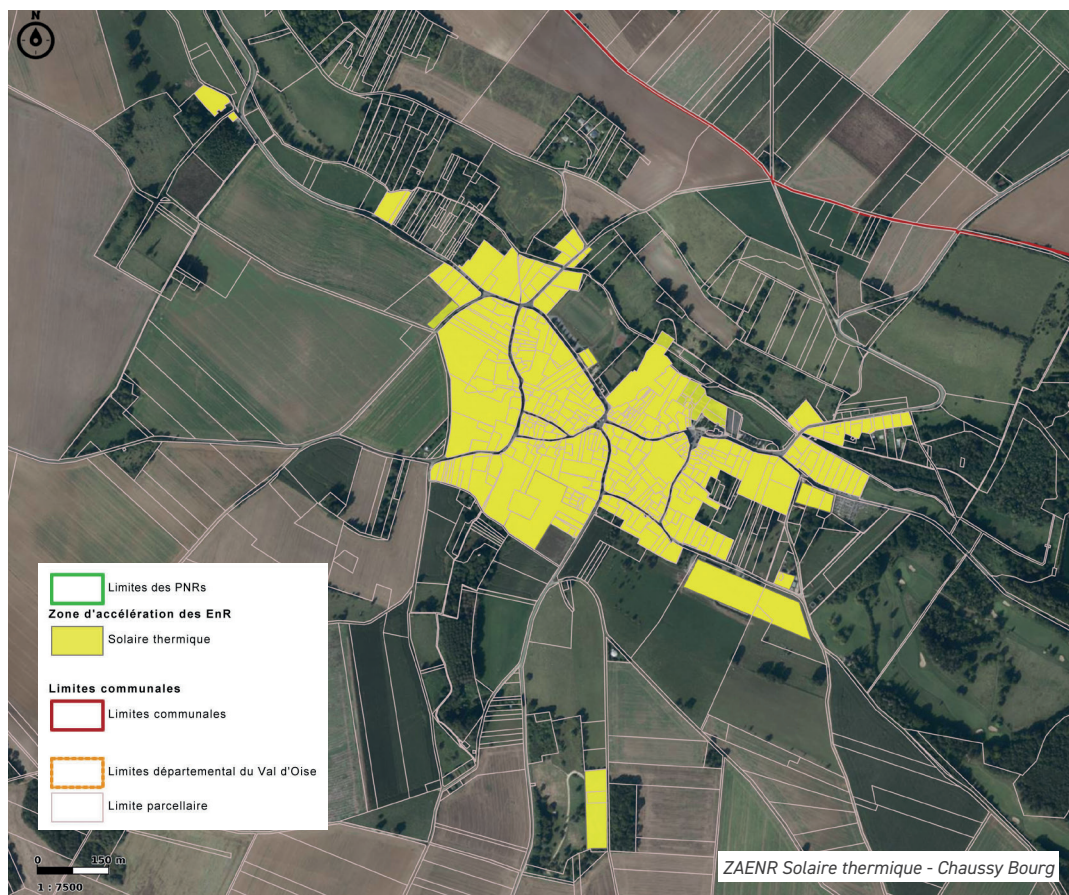 N
Limites des PNRs
Zone d'accélération des EnR
Solaire thermique
Limites communales
Limites communales
Limites départemental du Val d'Oise
Limite parcellaire
0 150 m
1 : 7500
ZAENR Solaire thermique - Chaussy Bourg